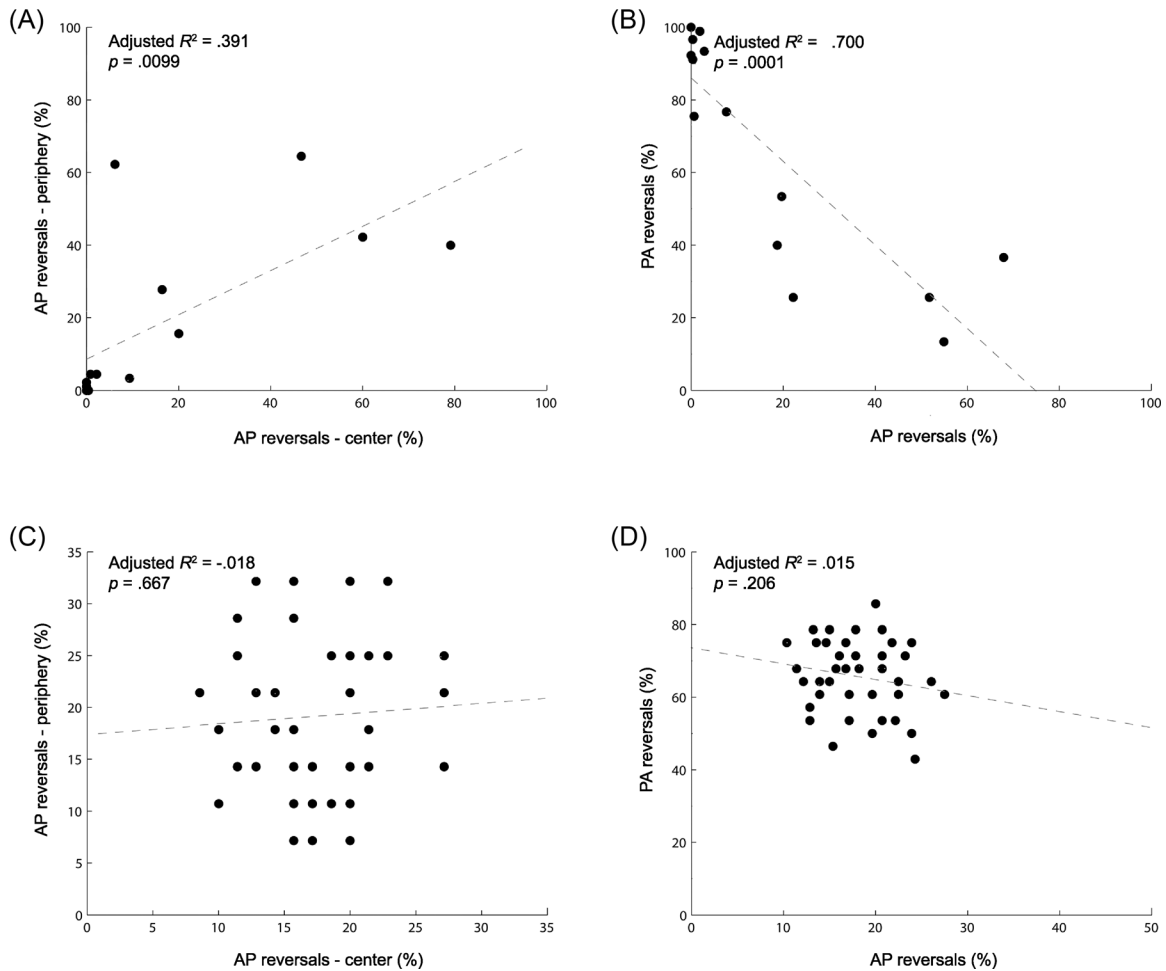 (A)
Adjusted R² = .391
p = .0099
100
80
60
40
20
0
0 20 40 60 80 100
AP reversals - periphery (%)
AP reversals - center (%)
(B)
Adjusted R² = .700
p = .0001
100
80
60
40
20
0
0 20 40 60 80 100
PA reversals (%)
AP reversals (%)
(C)
Adjusted R² = -.018
p = .667
35
30
25
20
15
10
5
0
0 5 10 15 20 25 30 35
AP reversals - periphery (%)
AP reversals - center (%)
(D)
Adjusted R² = .015
p = .206
100
80
60
40
20
0
0 10 20 30 40 50
PA reversals (%)
AP reversals (%)